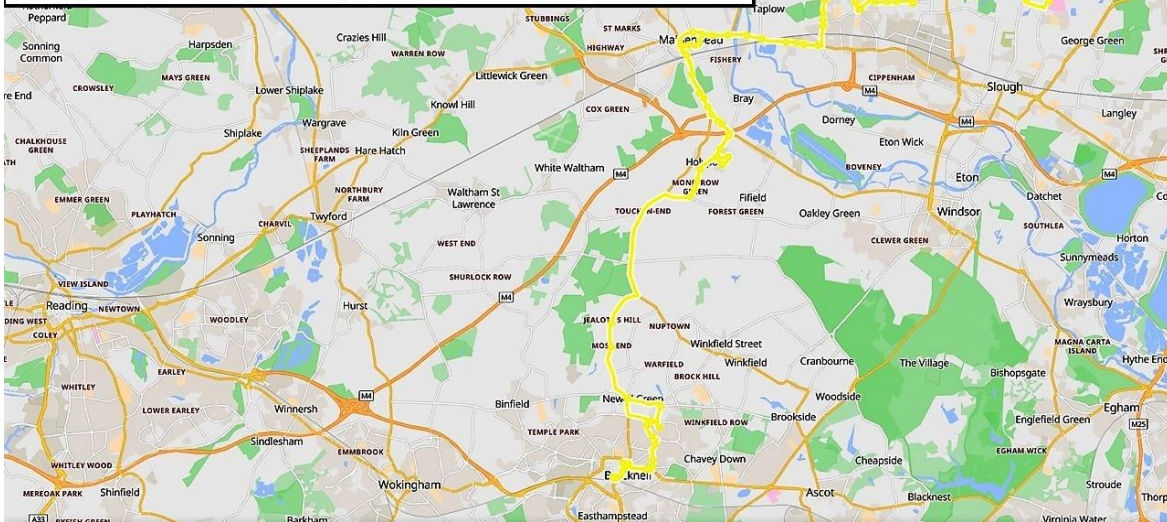 Peppard
Taplow
STUBBINGS
ST MARKS
Sonning
Common
Harpsden
Crazies Hill
WARREN ROW
HIGHWAY
FISHERY
George Green
MAYS GREEN
CROWSLEY
Lower Shiplake
Littlewick Green
CIPPENHAM
M4
Slough
re End
Knowl Hill
COX GREEN
Bray
Dorney
Langley
Shiplake
Wargrave
Kiln Green
M4
CHALKHOUSE
GREEN
SHEEPLANDS
FARM
Hare Hatch
Eton Wick
White Waltham
M4
BOVENEY
M4
Eton
EMMER GREEN
NORTHBURY
FARM
Waltham St
Lawrence
Fifield
Datchet
PLAYHATCH
Twyford
CHARVIL
FOREST GREEN
Oakley Green
Windsor
SOUTHLEA
Sonning
WEST END
CLEWER GREEN
Horton
Sunnymeads
VIEW ISLAND
SHURLOCK ROW
M4
Reading
NEWTOWN
WOODLEY
Hurst
Wraysbury
DING WEST
COLEY
NUPTOWN
MAGNA CARTA
ISLAND
Winkfield Street
Winkfield
Cranbourne
The Village
Hythe End
WARFIELD
BROCK HILL
Bishopsgate
EARLEY
WHITLEY
M4
Woodside
LOWER EARLEY
Winnersh
Binfield
Brookside
Egham
Englefield Green
M25
Sindlesham
TEMPLE PARK
WINKFIELD ROW
EMMBROOK
Chavey Down
Cheapside
EGHAM WICK
WHITLEY WOOD
Wokingham
Stroude
MEREOAK PARK
Shinfield
Ascot
Blacknest
Thorp
A33
Barkham
Easthampstead
Virginia Water